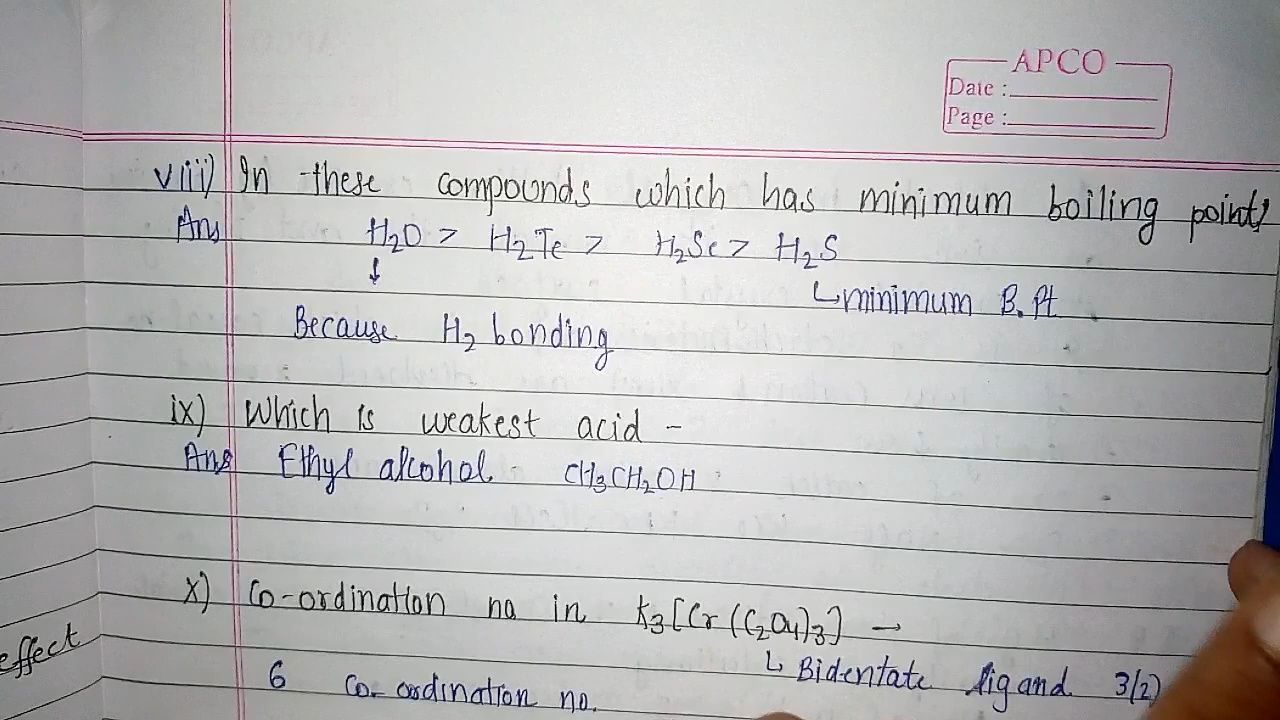 APCO
Date :
Page :
viii) In these compounds which has minimum boiling point?
Ans H₂O > H₂Te > H₂Se > H₂S
↓ ↳minimum B.Pt
Because H₂ bonding
ix) Which is weakest acid -
Ans Ethyl alcohol - CH₃CH₂OH
x) Co-ordination no in K₃[Cr(C₂O₄)₃] →
effect
↳ Bidentate ligand 3(2)
6 Co-ordination no.